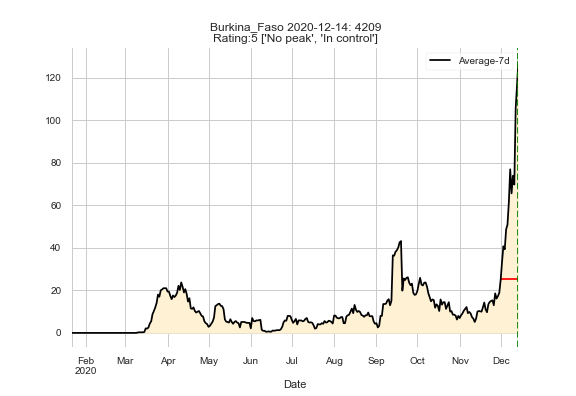 Burkina_Faso 2020-12-14: 4209
Rating:5 ['No peak', 'In control']
Average-7d
120
100
80
60
40
20
0
Feb Mar Apr May Jun Jul Aug Sep Oct Nov Dec
2020
Date